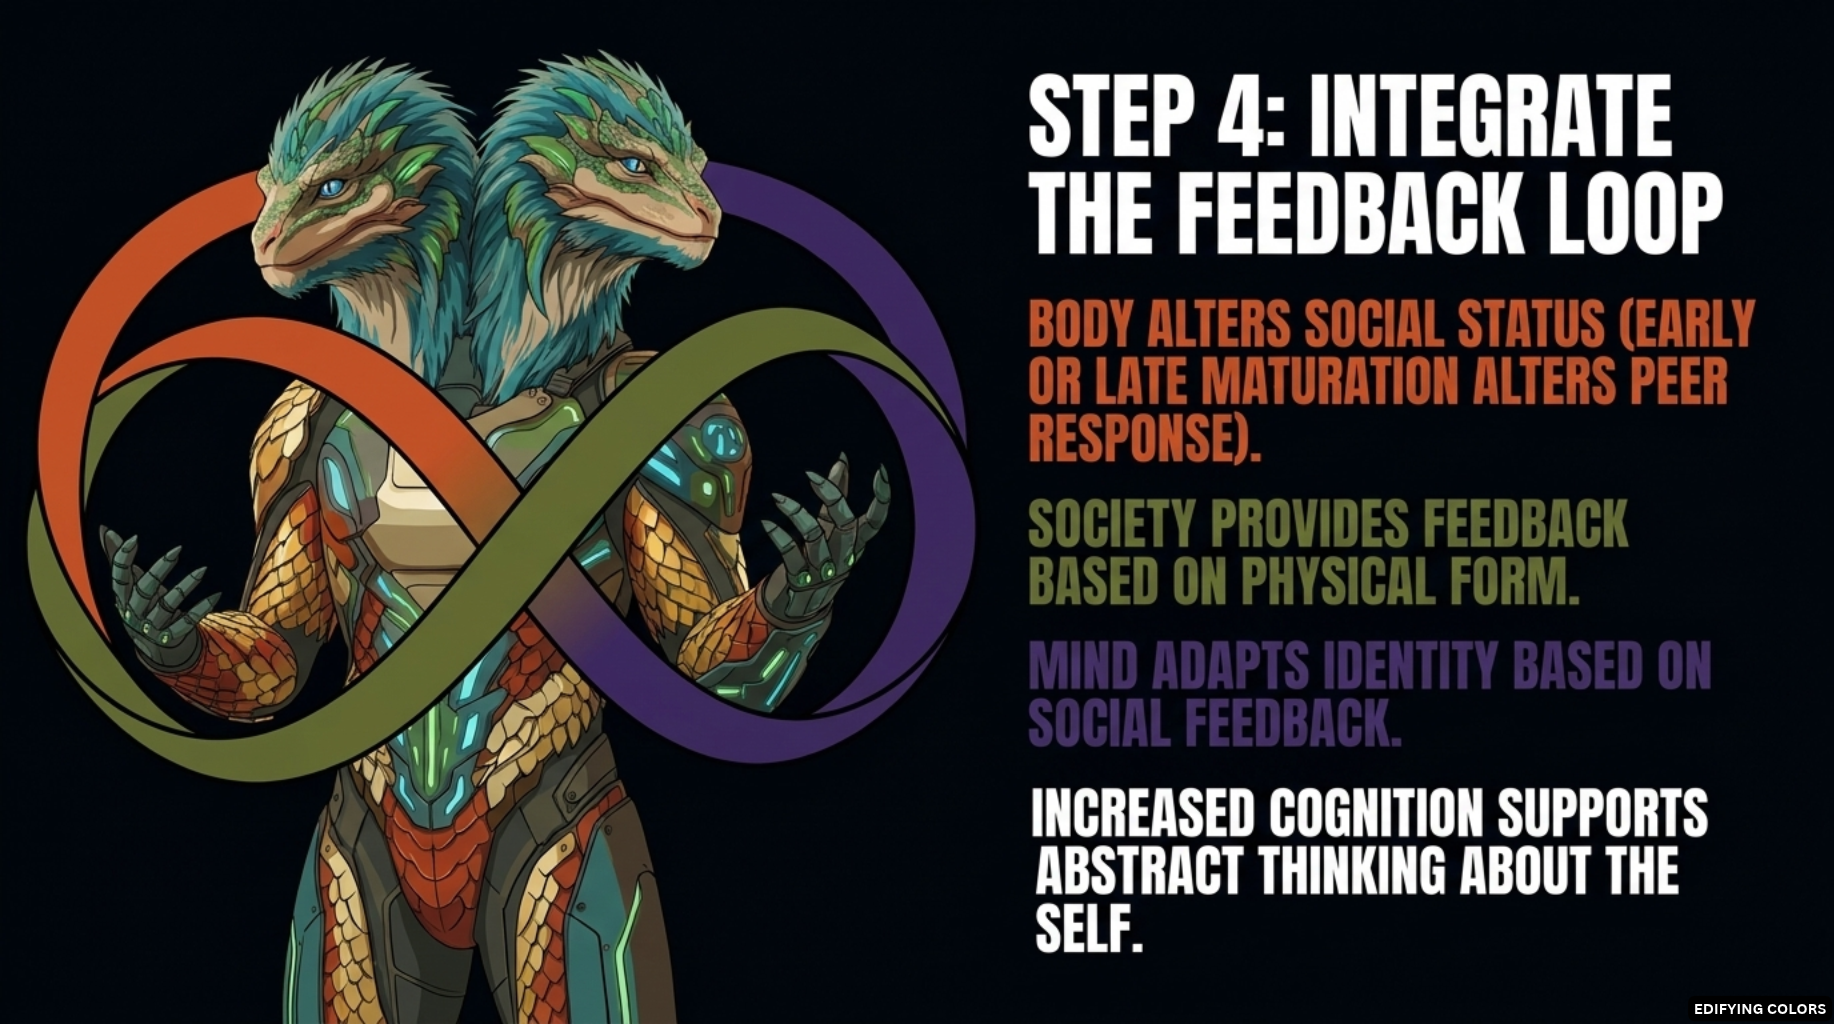 STEP 4: INTEGRATE
THE FEEDBACK LOOP
BODY ALTERS SOCIAL STATUS (EARLY
OR LATE MATURATION ALTERS PEER
RESPONSE).
SOCIETY PROVIDES FEEDBACK
BASED ON PHYSICAL FORM.
MIND ADAPTS IDENTITY BASED ON
SOCIAL FEEDBACK.
INCREASED COGNITION SUPPORTS
ABSTRACT THINKING ABOUT THE
SELF.
EDIFYING COLORS